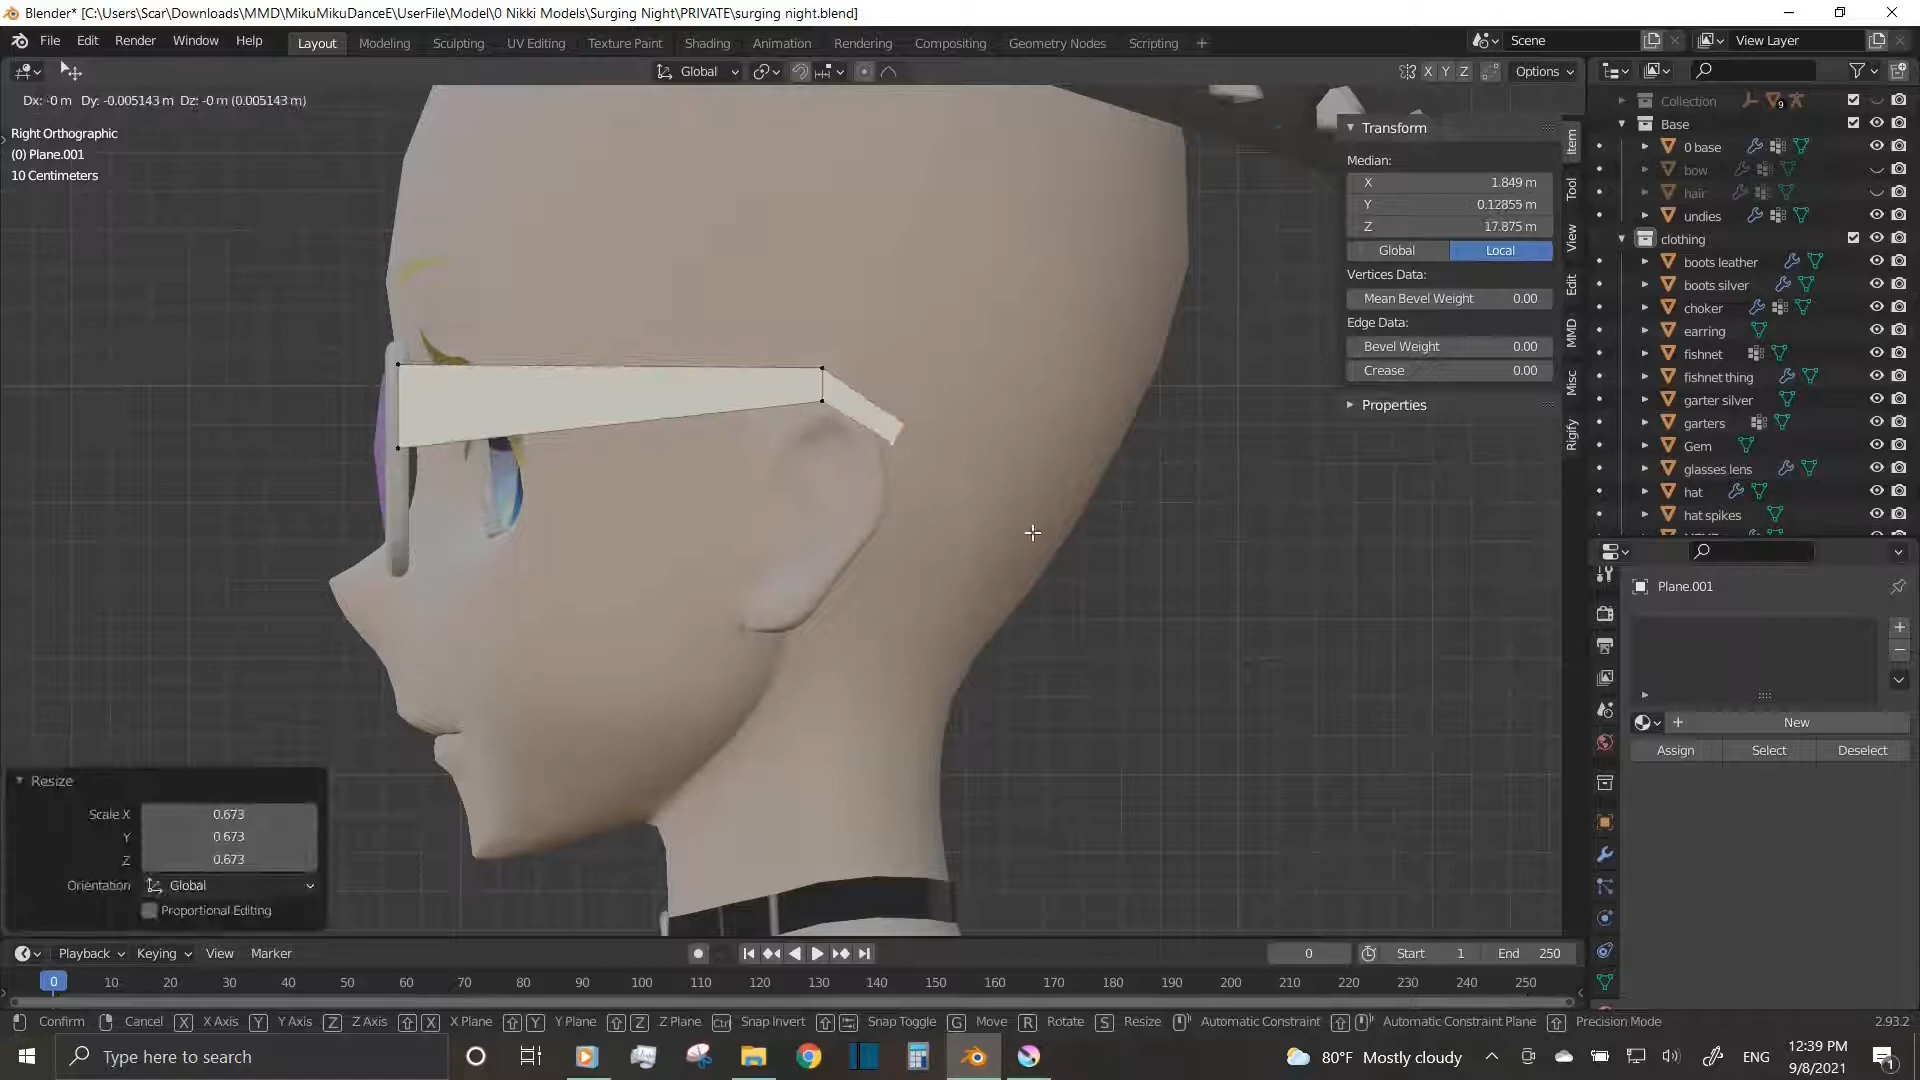 Blender* [C:\Users\Scar\Downloads\MMD\MikuMikuDanceE\UserFile\Model\0 Nikki Models\Surging Night\PRIVATE\surging night.blend]
File Edit Render Window Help Layout Modeling Sculpting UV Editing Texture Paint Shading Animation Rendering Compositing Geometry Nodes Scripting + Scene View Layer
Global X Y Z Options
Dx: -0 m Dy: -0.005143 m Dz: -0 m (0.005143 m)
Right Orthographic
(0) Plane.001
10 Centimeters
Transform
Median:
X 1.849 m
Y 0.12855 m
Z 17.875 m
Global Local
Vertices Data:
Mean Bevel Weight 0.00
Edge Data:
Bevel Weight 0.00
Crease 0.00
Properties
Item
Tool
View
Edit
MMD
Misc
Rigify
Collection 9
Base
0 base
bow
hair
undies
clothing
boots leather
boots silver
choker
earring
fishnet
fishnet thing
garter silver
garters
Gem
glasses lens
hat
hat spikes
Plane.001
New
Assign Select Deselect
Resize
Scale X 0.673
Y 0.673
Z 0.673
Orientation Global
Proportional Editing
Playback Keying View Marker 0 Start 1 End 250
0 10 20 30 40 50 60 70 80 90 100 110 120 130 140 150 160 170 180 190 200 210 220 230 240 250
Confirm Cancel X X Axis Y Y Axis Z Z Axis X X Plane Y Y Plane Z Z Plane Ctrl Snap Invert Snap Toggle G Move R Rotate S Resize Automatic Constraint Automatic Constraint Plane Precision Mode 2.93.2
Type here to search 80°F Mostly cloudy ENG 12:39 PM
9/8/2021 1